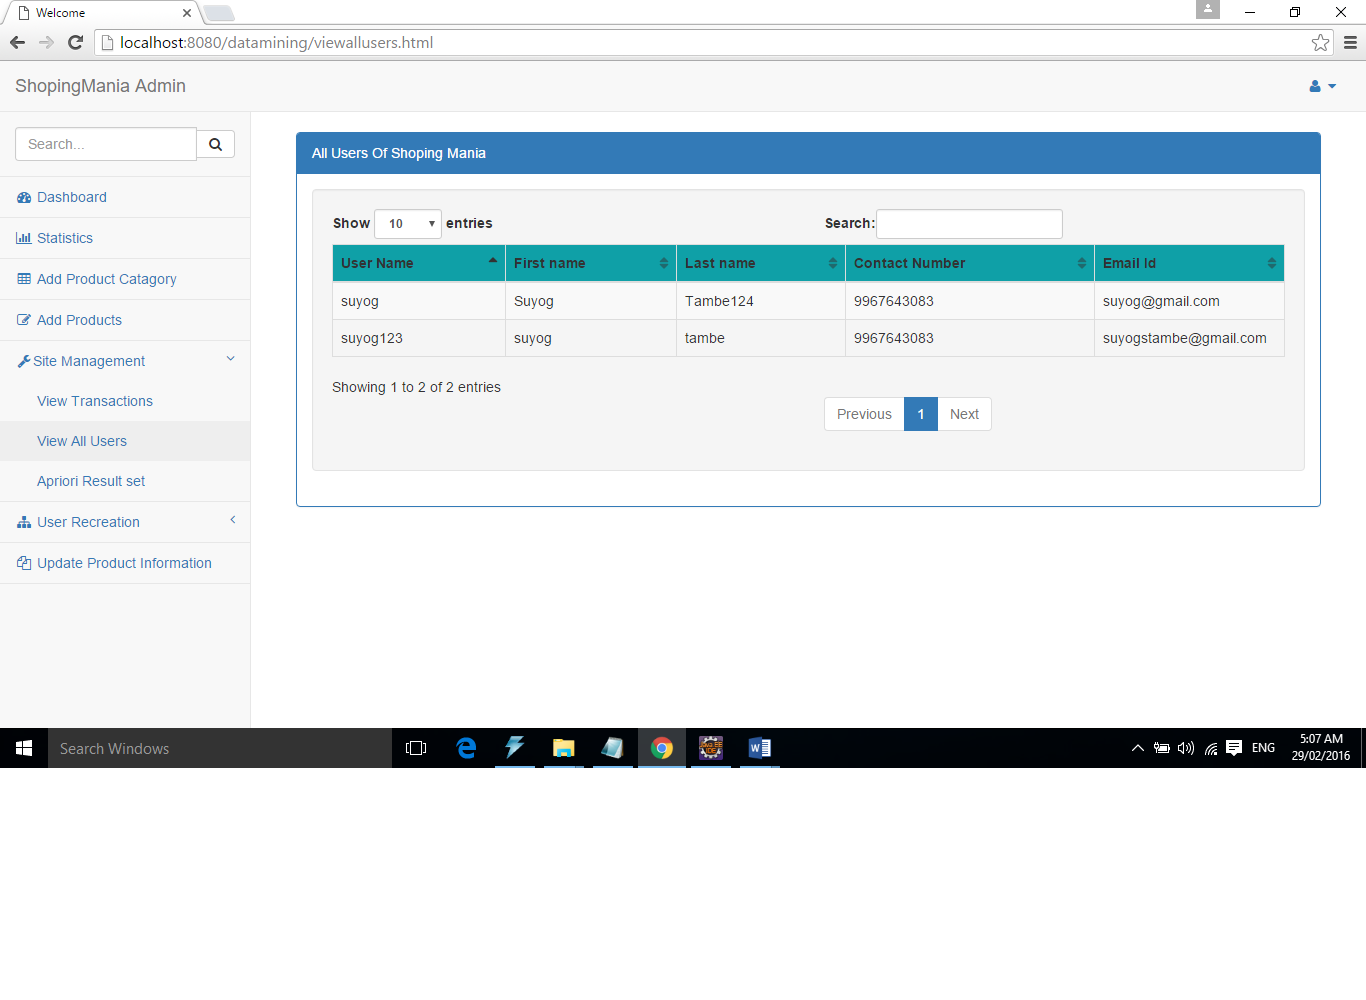 Welcome
localhost:8080/datamining/viewallusers.html
ShopingMania Admin
Search...
Dashboard
Statistics
Add Product Catagory
Add Products
Site Management
View Transactions
View All Users
Apriori Result set
User Recreation
Update Product Information
All Users Of Shoping Mania
Show 10 entries Search:
User Name First name Last name Contact Number Email Id
suyog Suyog Tambe124 9967643083 suyog@gmail.com
suyog123 suyog tambe 9967643083 suyogstambe@gmail.com
Showing 1 to 2 of 2 entries
Previous 1 Next
Search Windows
ENG
5:07 AM
29/02/2016